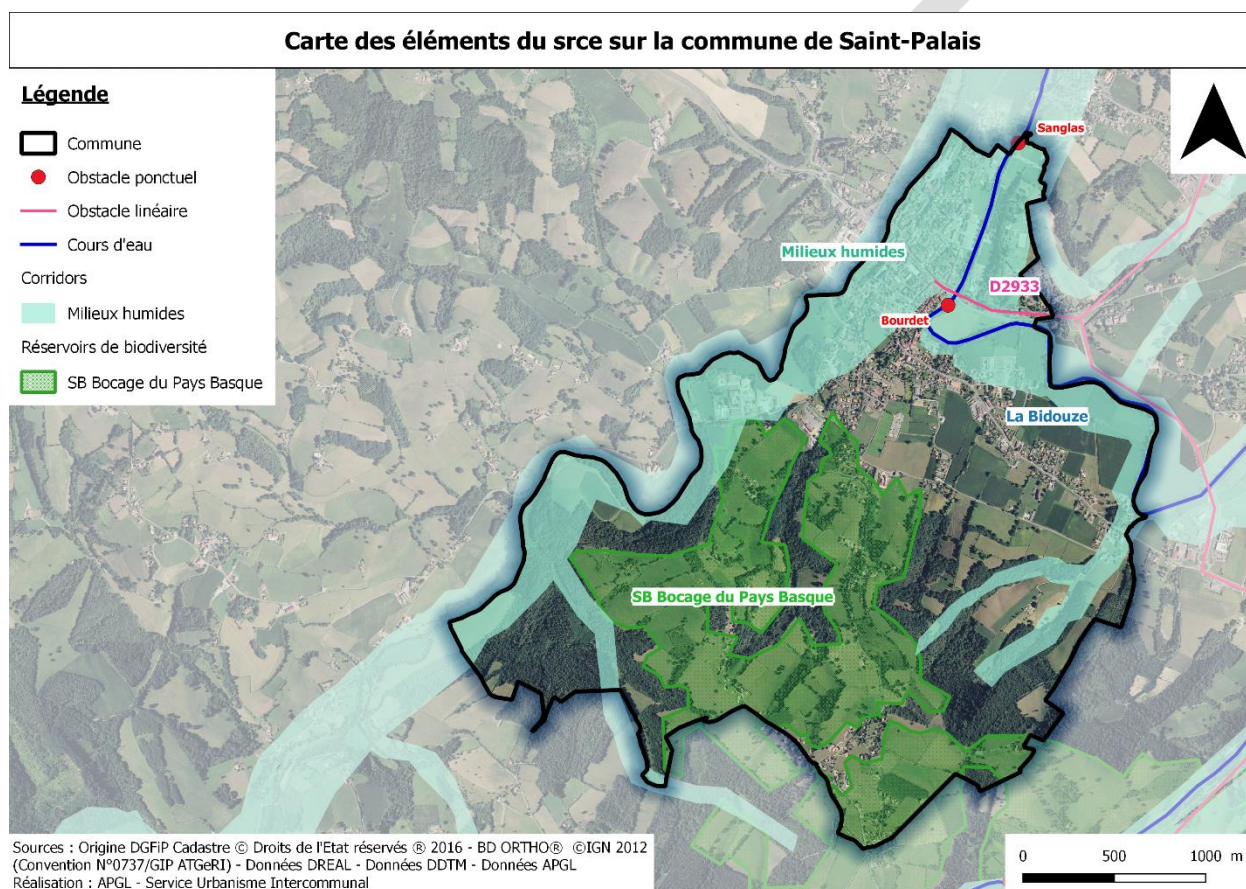 Carte des éléments du srce sur la commune de Saint-Palais
Légende
Commune
Obstacle ponctuel
Obstacle linéaire
Cours d'eau
Corridors
Milieux humides
Réservoirs de biodiversité
SB Bocage du Pays Basque
Sanglas
Milieux humides
D2933
Bourdet
La Bidouze
SB Bocage du Pays Basque
Sources : Origine DGFiP Cadastre © Droits de l'Etat réservés ® 2016 - BD ORTHO® ©IGN 2012
(Convention N°0737/GIP ATGeRI) - Données DREAL - Données DDTM - Données APGL
Réalisation : APGL - Service Urbanisme Intercommunal
0 500 1000 m